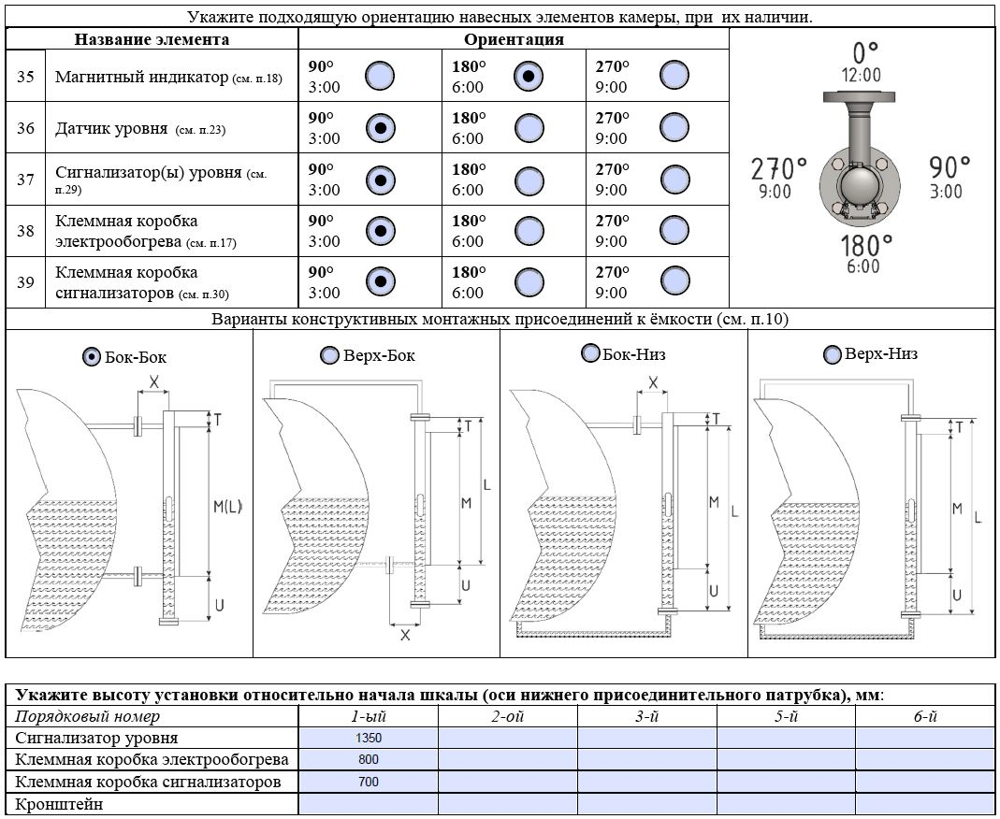 Укажите подходящую ориентацию навесных элементов камеры, при их наличии.
Название элемента Ориентация
35 Магнитный индикатор (см. п.18) 90° 3:00 180° 6:00 270° 9:00
36 Датчик уровня (см. п.23) 90° 3:00 180° 6:00 270° 9:00
37 Сигнализатор(ы) уровня (см. п.29) 90° 3:00 180° 6:00 270° 9:00
38 Клеммная коробка электрообогрева (см. п.17) 90° 3:00 180° 6:00 270° 9:00
39 Клеммная коробка сигнализаторов (см. п.30) 90° 3:00 180° 6:00 270° 9:00
0°
12:00
270°
9:00
90°
3:00
180°
6:00
Варианты конструктивных монтажных присоединений к ёмкости (см. п.10)
Бок-Бок
X
T
M(L)
U
Верх-Бок
T
L
M
U
X
Бок-Низ
X
T
M
L
U
Верх-Низ
T
M
L
U
Укажите высоту установки относительно начала шкалы (оси нижнего присоединительного патрубка), мм:
Порядковый номер 1-ый 2-ой 3-й 5-й 6-й
Сигнализатор уровня 1350
Клеммная коробка электрообогрева 800
Клеммная коробка сигнализаторов 700
Кронштейн